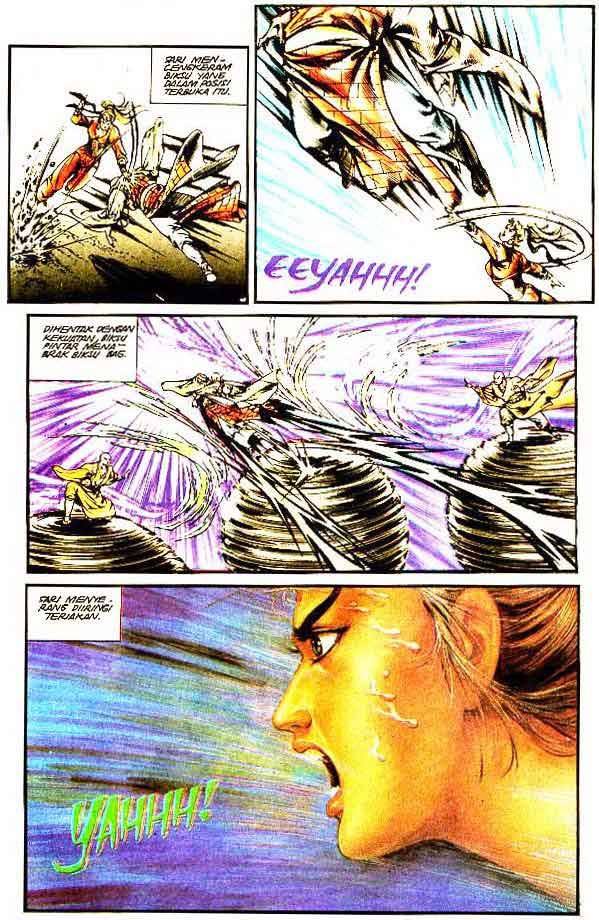 SARI MEN-
CENGKERAM
BIKSU YANG
DALAM POSISI
TERBUKA ITU.
EEYAHHH!
DIHENTAK DENGAN
KEKUATAN, BIKSU
PINTAR MENA-
BRAK BIKSU BAS.
SARI MENYE-
RANG DIIRINGI
TERIAKAN.
YAHHH!